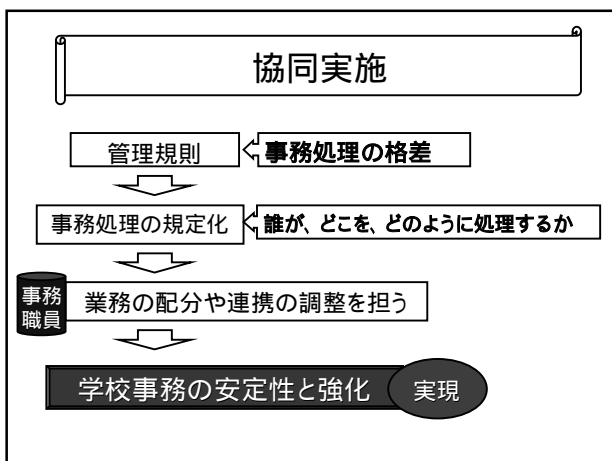 協同実施
管理規則
事務処理の格差
事務処理の規定化
誰が、どこを、どのように処理するか
事務
職員
業務の配分や連携の調整を担う
学校事務の安定性と強化
実現